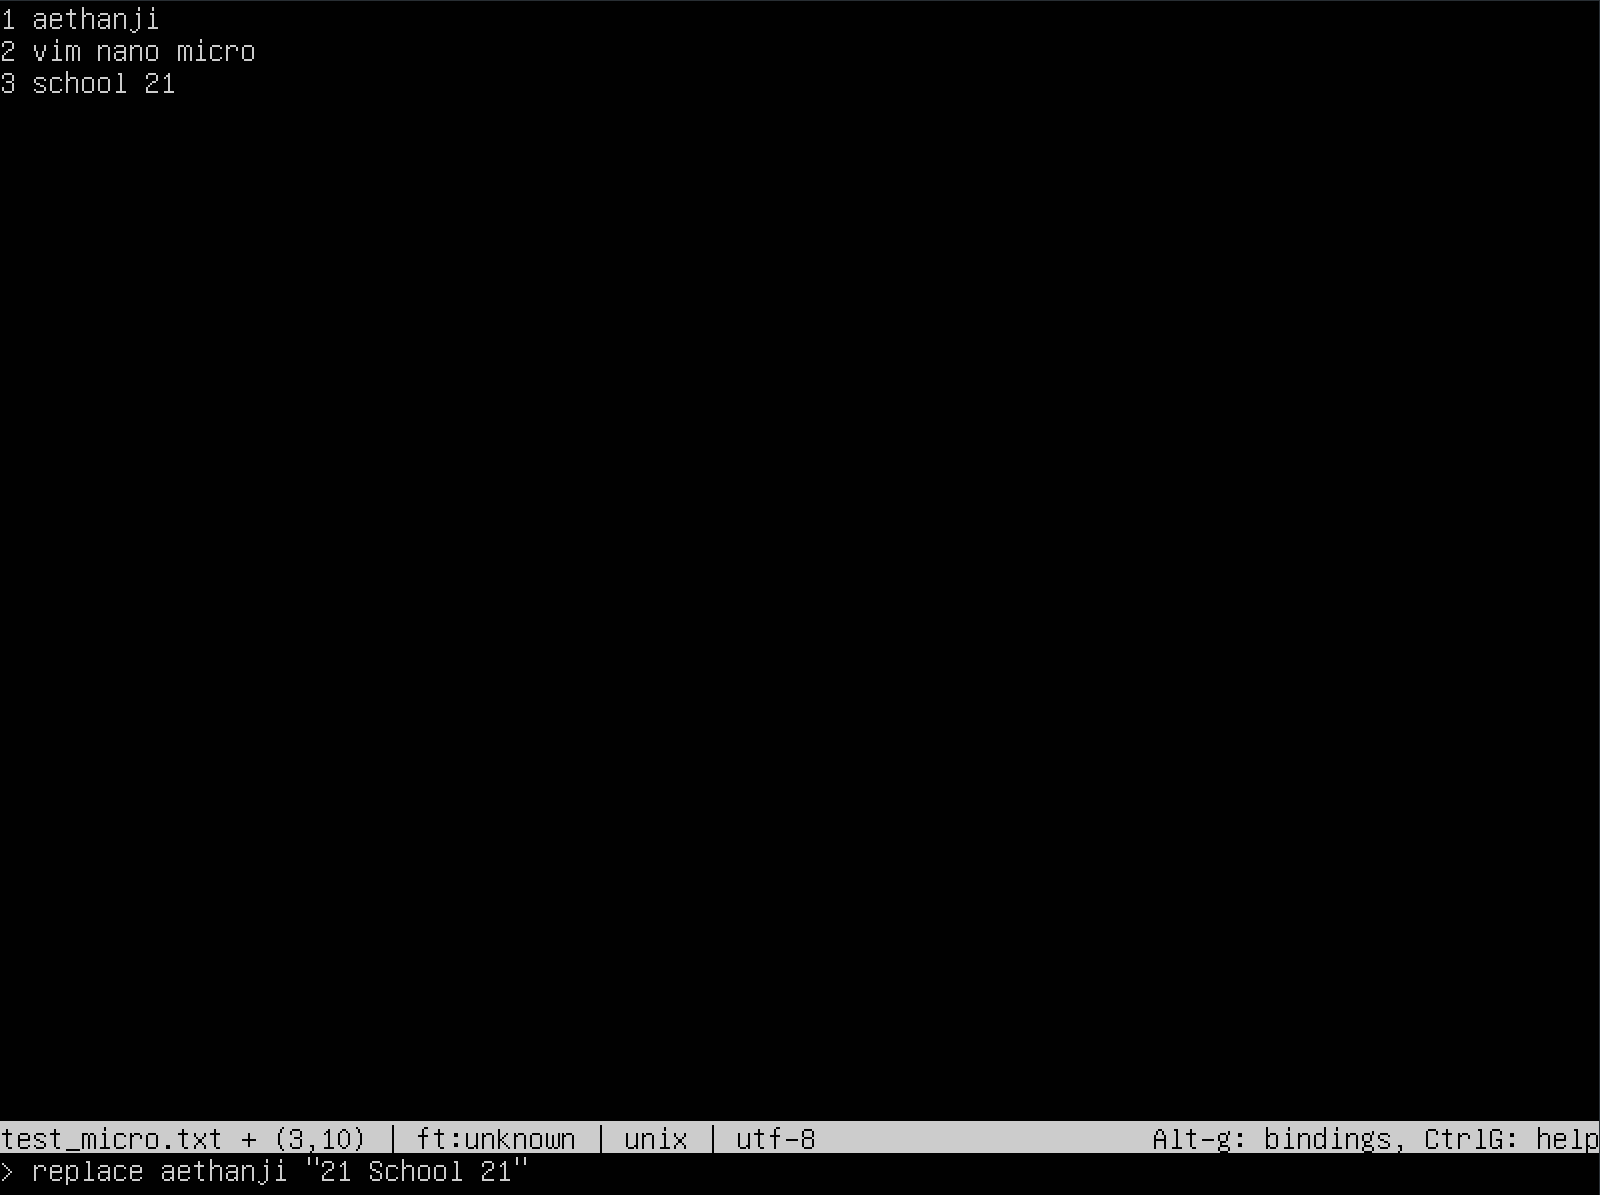 1 aethanji
2 vim nano micro
3 school 21
test_micro.txt + (3,10) | ft:unknown | unix | utf-8 Alt-g: bindings, CtrlG: help
> replace aethanji "21 School 21"